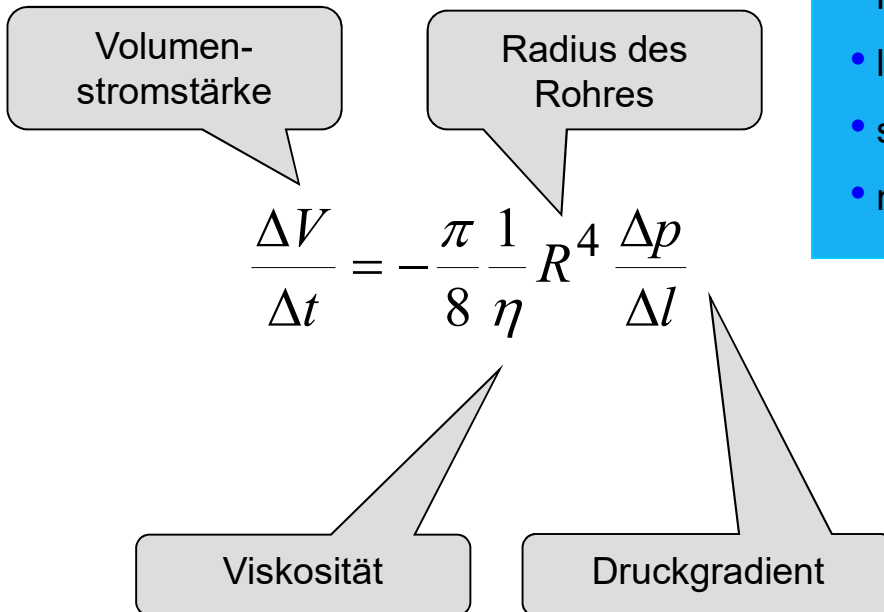 Volumen-
stromstärke
Radius des
Rohres
ΔV/Δt = −π/8 1/η R⁴ Δp/Δl
Viskosität
Druckgradient